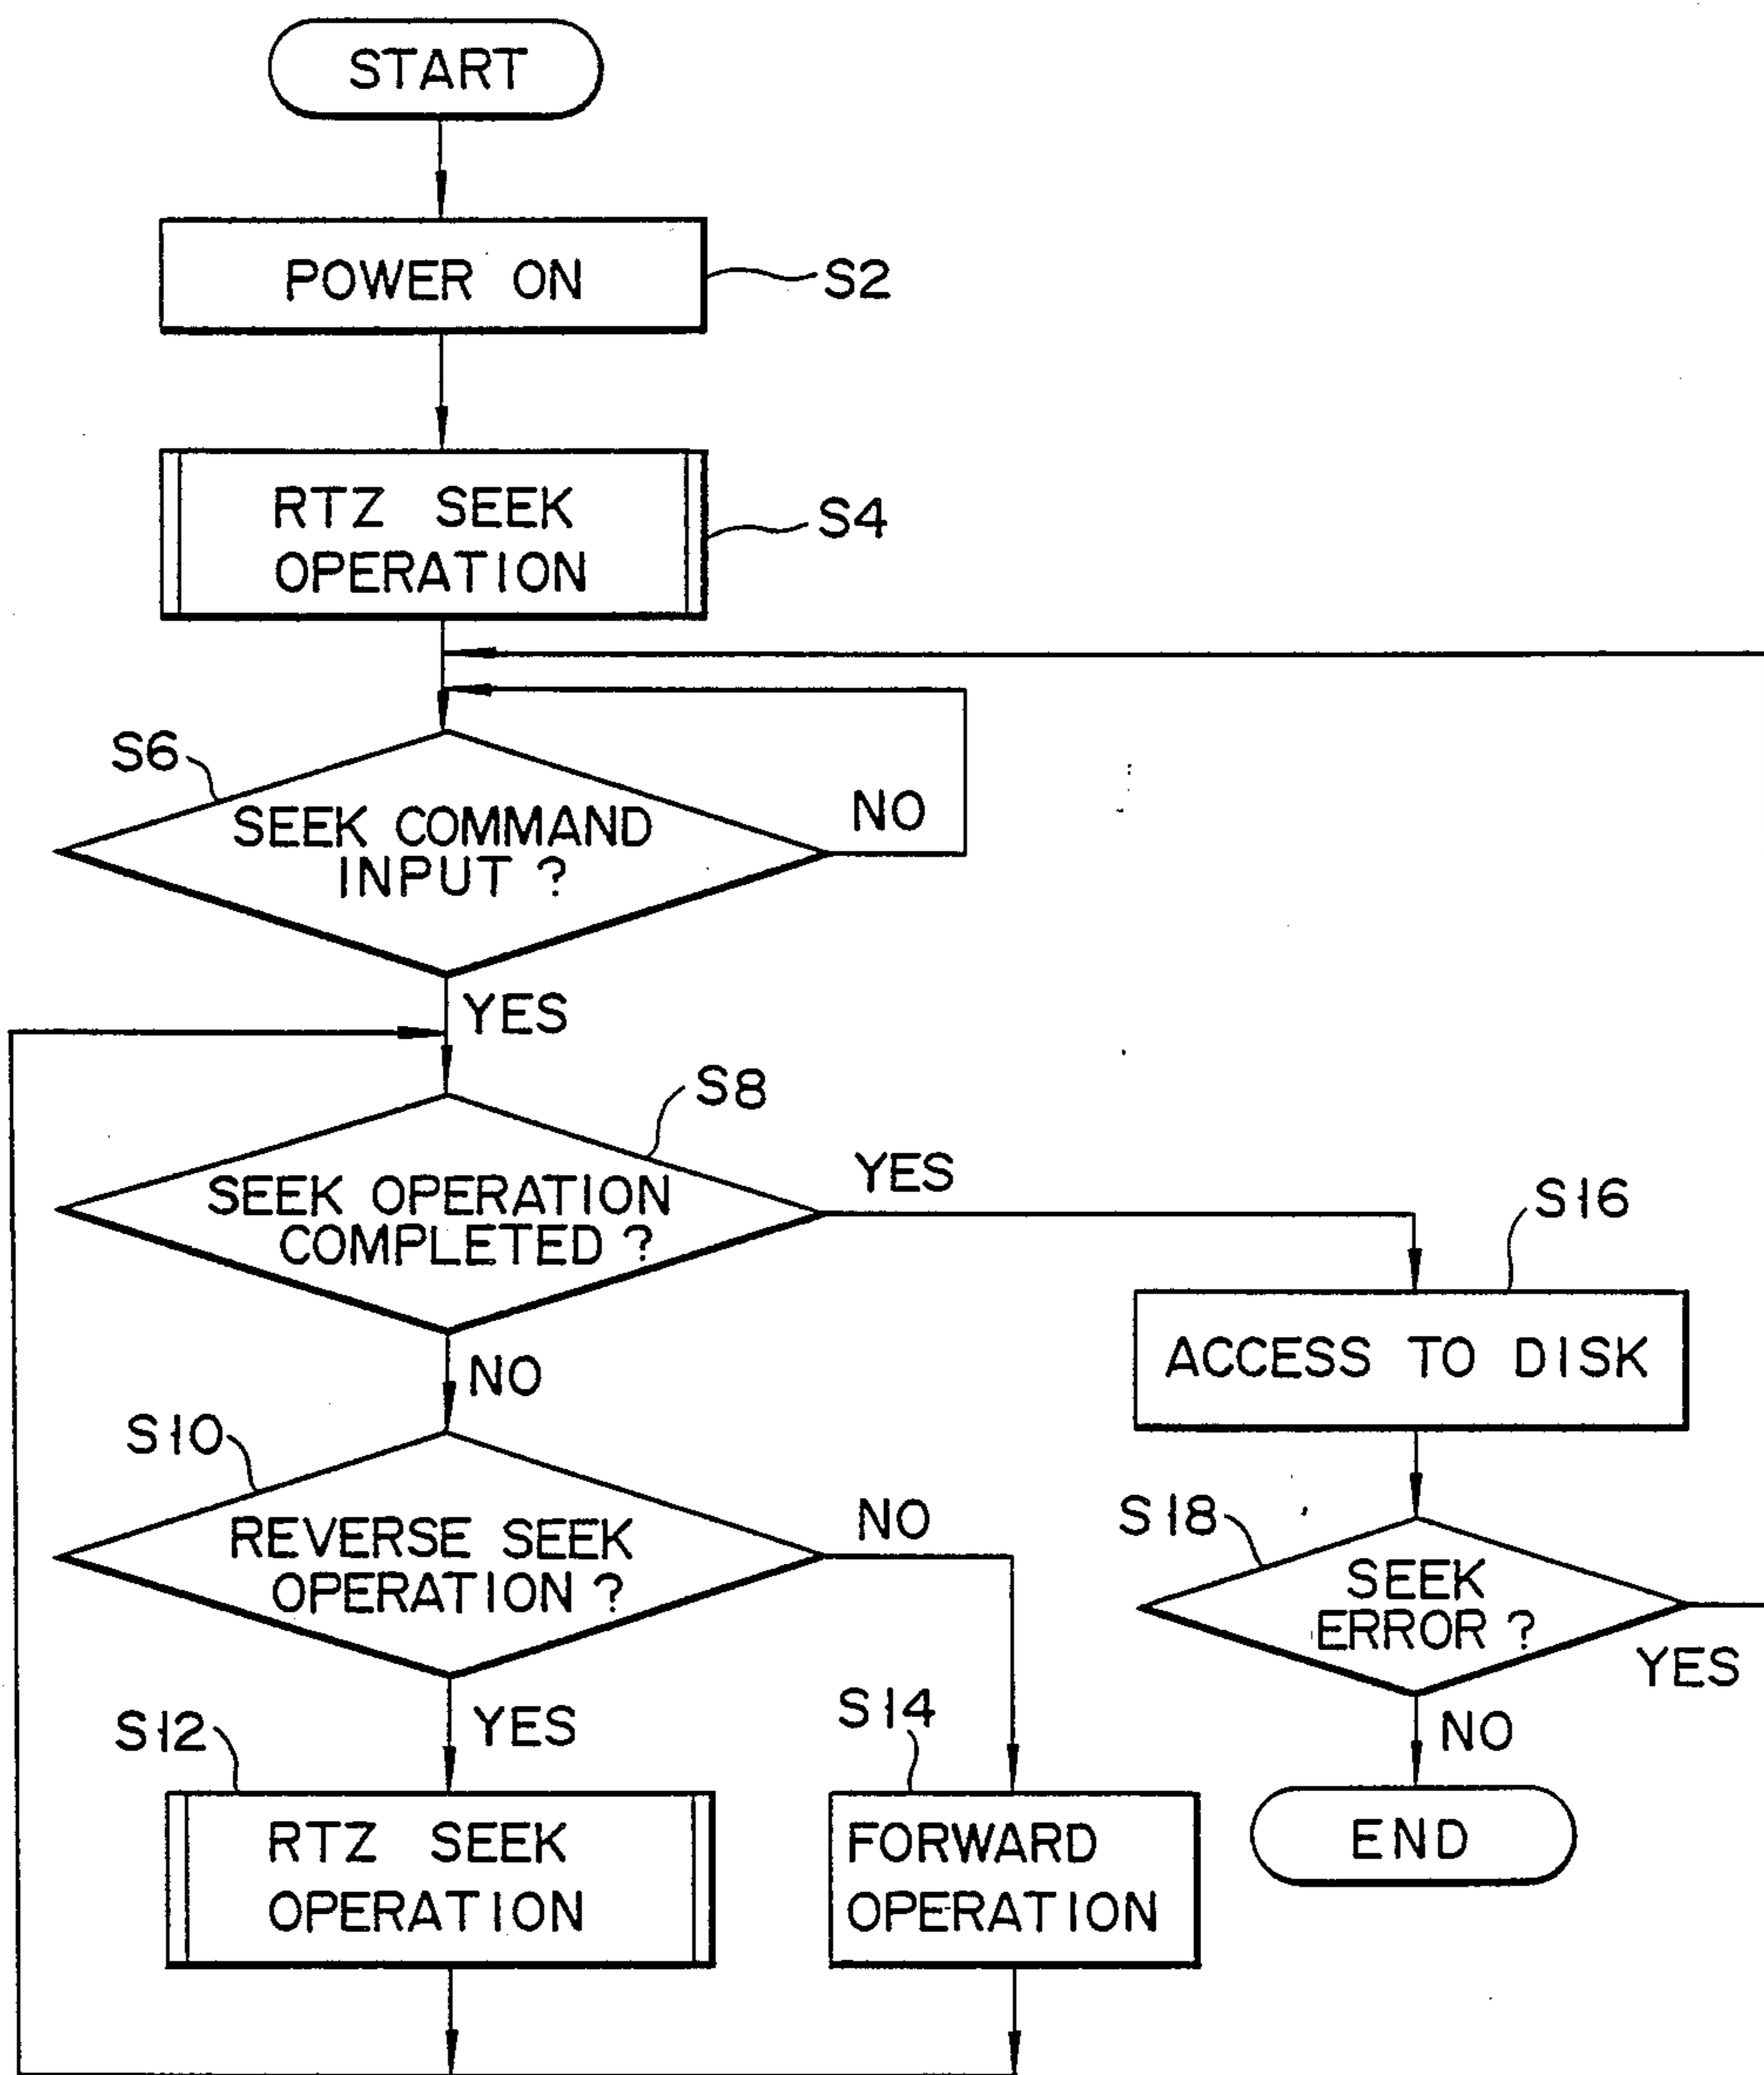 START
POWER ON
S2
RTZ SEEK
OPERATION
S4
S6
SEEK COMMAND
INPUT ?
NO
YES
S8
SEEK OPERATION
COMPLETED ?
YES
S16
ACCESS TO DISK
NO
S10
REVERSE SEEK
OPERATION ?
NO
S18
SEEK
ERROR ?
YES
YES
S12
S14
NO
RTZ SEEK
OPERATION
FORWARD
OPERATION
END